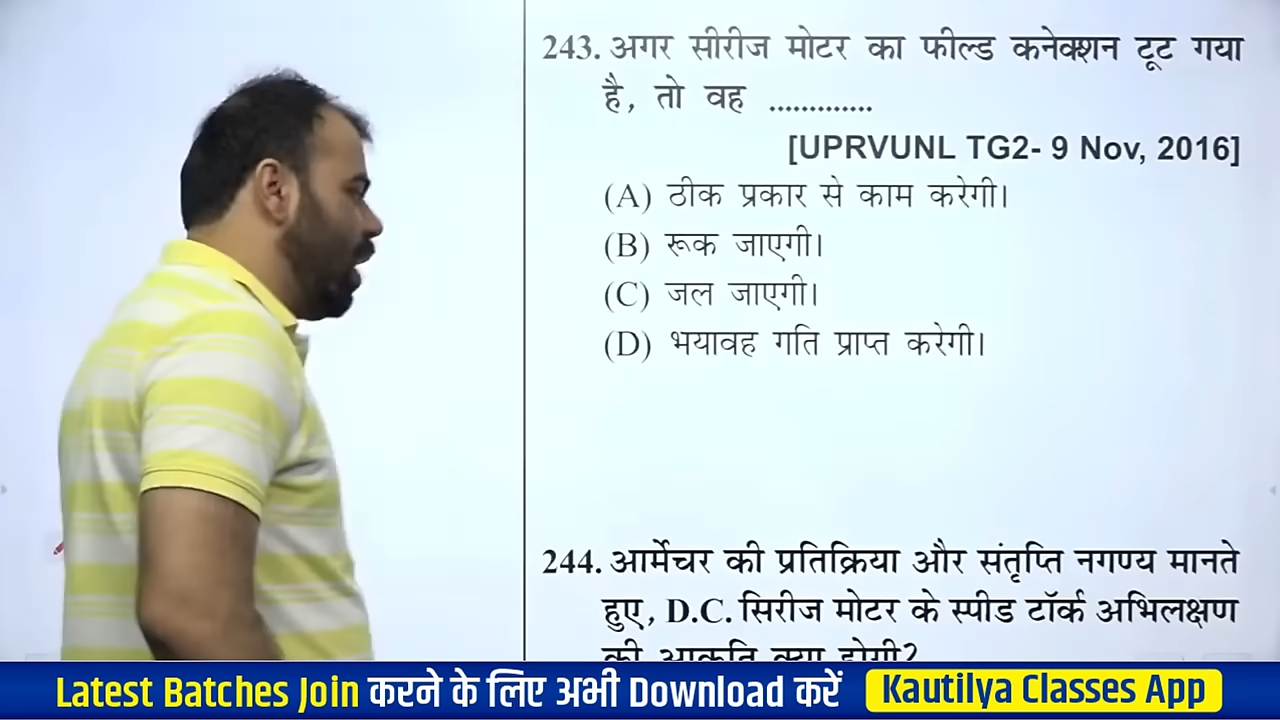 243. अगर सीरीज मोटर का फील्ड कनेक्शन टूट गया
है, तो वह .............
[UPRVUNL TG2- 9 Nov, 2016]
(A) ठीक प्रकार से काम करेगी।
(B) रूक जाएगी।
(C) जल जाएगी।
(D) भयावह गति प्राप्त करेगी।
244. आर्मेचर की प्रतिक्रिया और संतृप्ति नगण्य मानते
हुए, D.C. सिरीज मोटर के स्पीड टॉर्क अभिलक्षण
की आकृति क्या होगी?
Latest Batches Join करने के लिए अभी Download करें Kautilya Classes App